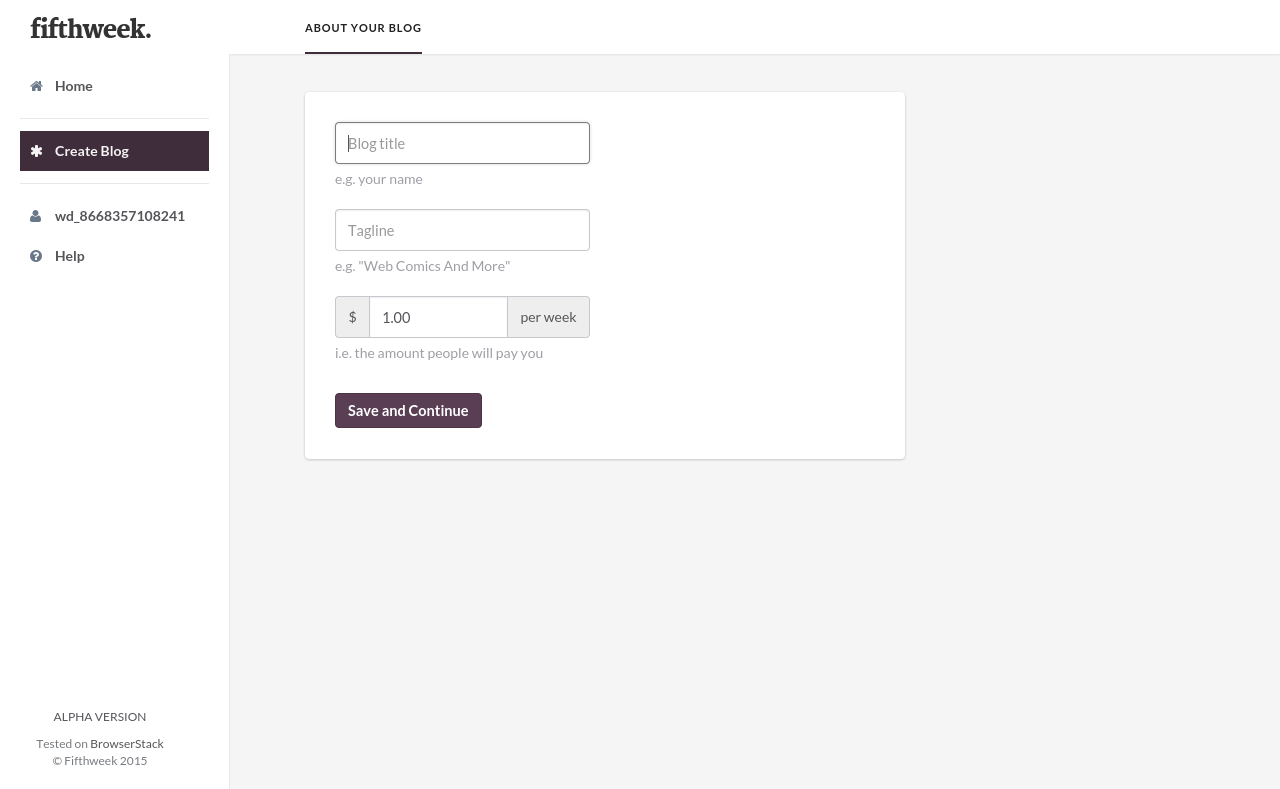 fifthweek.
Home
Create Blog
wd_8668357108241
Help
ALPHA VERSION
Tested on BrowserStack
© Fifthweek 2015
ABOUT YOUR BLOG
Blog title
e.g. your name
Tagline
e.g. "Web Comics And More"
$ 1.00 per week
i.e. the amount people will pay you
Save and Continue